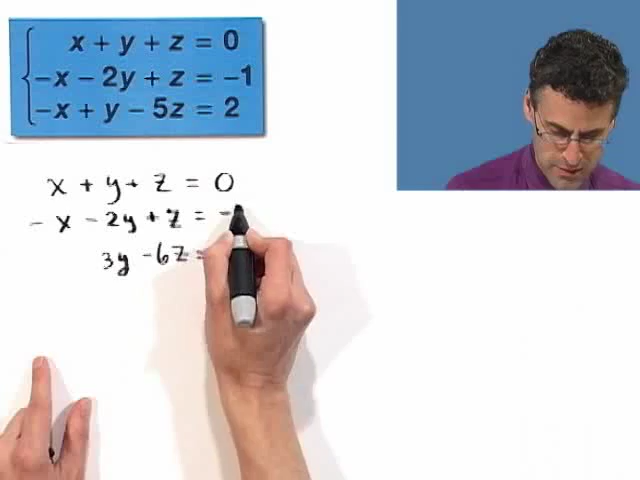 x + y + z = 0
-x - 2y + z = -1
-x + y - 5z = 2
x + y + z = 0
- x - 2y + z = -
3y - 6z =